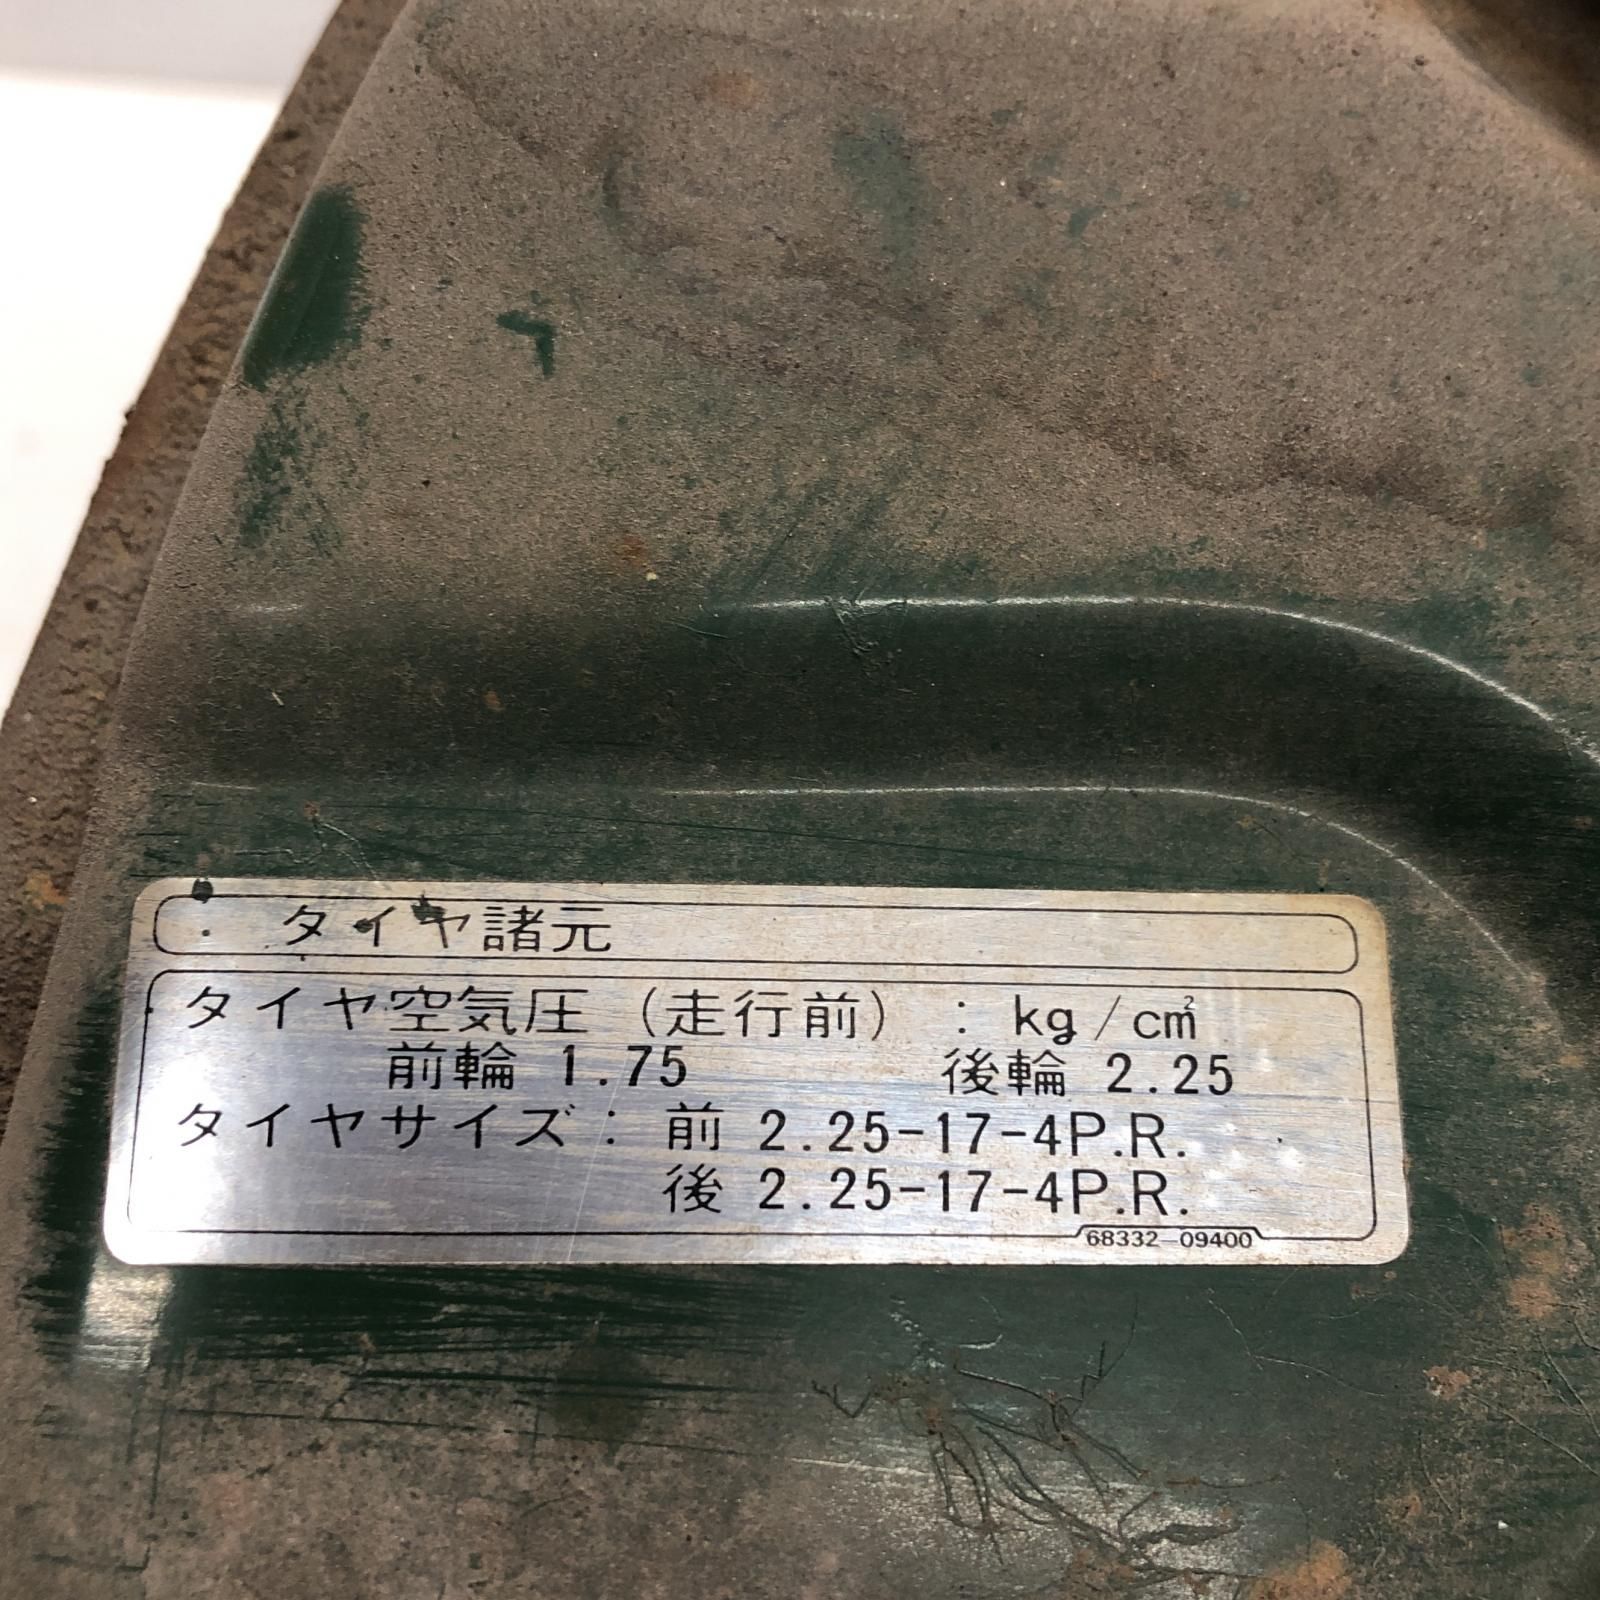 タイヤ諸元
タイヤ空気圧（走行前）：kg/cm²
前輪 1.75 後輪 2.25
タイヤサイズ：前 2.25-17-4P.R.
後 2.25-17-4P.R.
68332-09400